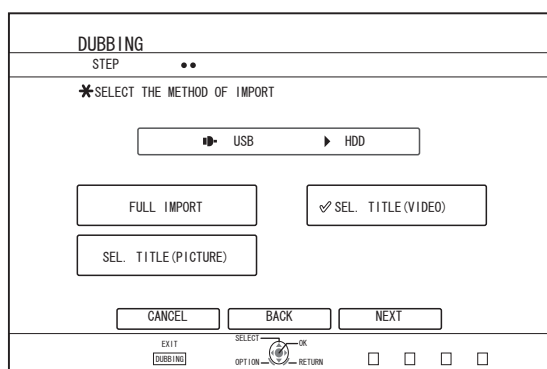 DUBBING
STEP
*SELECT THE METHOD OF IMPORT
USB HDD
FULL IMPORT
SEL. TITLE(VIDEO)
SEL. TITLE(PICTURE)
CANCEL BACK NEXT
EXIT
DUBBING
SELECT OK
OPTION RETURN